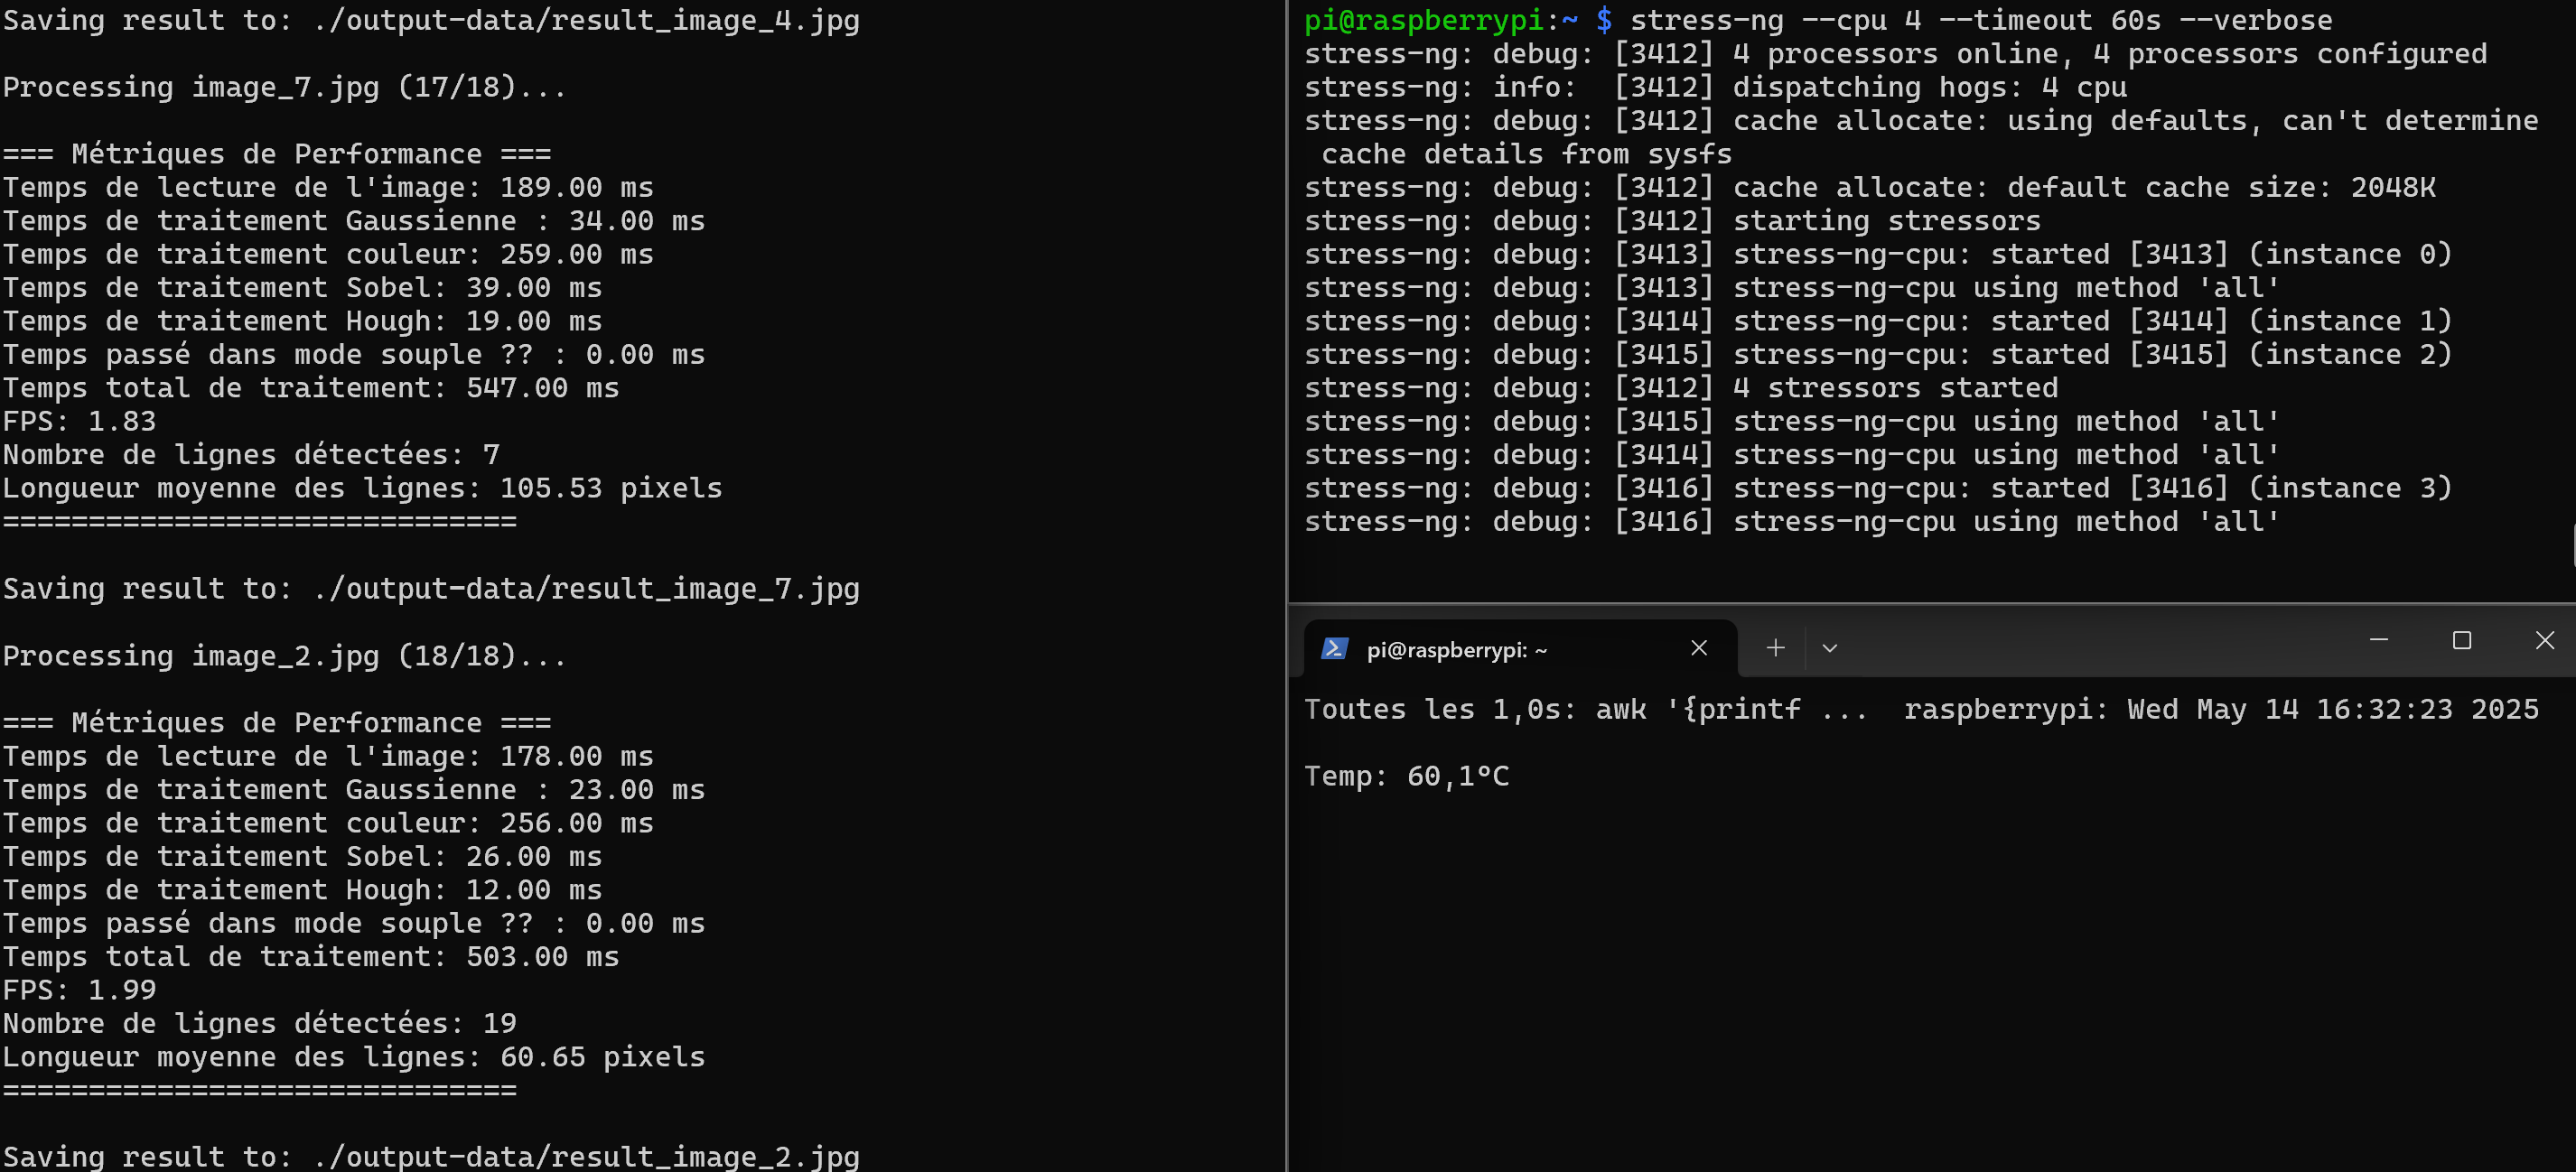 Saving result to: ./output-data/result_image_4.jpg
Processing image_7.jpg (17/18)...
=== Métriques de Performance ===
Temps de lecture de l'image: 189.00 ms
Temps de traitement Gaussienne : 34.00 ms
Temps de traitement couleur: 259.00 ms
Temps de traitement Sobel: 39.00 ms
Temps de traitement Hough: 19.00 ms
Temps passé dans mode souple ?? : 0.00 ms
Temps total de traitement: 547.00 ms
FPS: 1.83
Nombre de lignes détectées: 7
Longueur moyenne des lignes: 105.53 pixels
==============================
Saving result to: ./output-data/result_image_7.jpg
Processing image_2.jpg (18/18)...
=== Métriques de Performance ===
Temps de lecture de l'image: 178.00 ms
Temps de traitement Gaussienne : 23.00 ms
Temps de traitement couleur: 256.00 ms
Temps de traitement Sobel: 26.00 ms
Temps de traitement Hough: 12.00 ms
Temps passé dans mode souple ?? : 0.00 ms
Temps total de traitement: 503.00 ms
FPS: 1.99
Nombre de lignes détectées: 19
Longueur moyenne des lignes: 60.65 pixels
==============================
Saving result to: ./output-data/result_image_2.jpg
pi@raspberrypi:~ $ stress-ng --cpu 4 --timeout 60s --verbose
stress-ng: debug: [3412] 4 processors online, 4 processors configured
stress-ng: info:  [3412] dispatching hogs: 4 cpu
stress-ng: debug: [3412] cache allocate: using defaults, can't determine
 cache details from sysfs
stress-ng: debug: [3412] cache allocate: default cache size: 2048K
stress-ng: debug: [3412] starting stressors
stress-ng: debug: [3413] stress-ng-cpu: started [3413] (instance 0)
stress-ng: debug: [3413] stress-ng-cpu using method 'all'
stress-ng: debug: [3414] stress-ng-cpu: started [3414] (instance 1)
stress-ng: debug: [3415] stress-ng-cpu: started [3415] (instance 2)
stress-ng: debug: [3412] 4 stressors started
stress-ng: debug: [3415] stress-ng-cpu using method 'all'
stress-ng: debug: [3414] stress-ng-cpu using method 'all'
stress-ng: debug: [3416] stress-ng-cpu: started [3416] (instance 3)
stress-ng: debug: [3416] stress-ng-cpu using method 'all'
pi@raspberrypi: ~
Toutes les 1,0s: awk '{printf ...  raspberrypi: Wed May 14 16:32:23 2025
Temp: 60,1°C